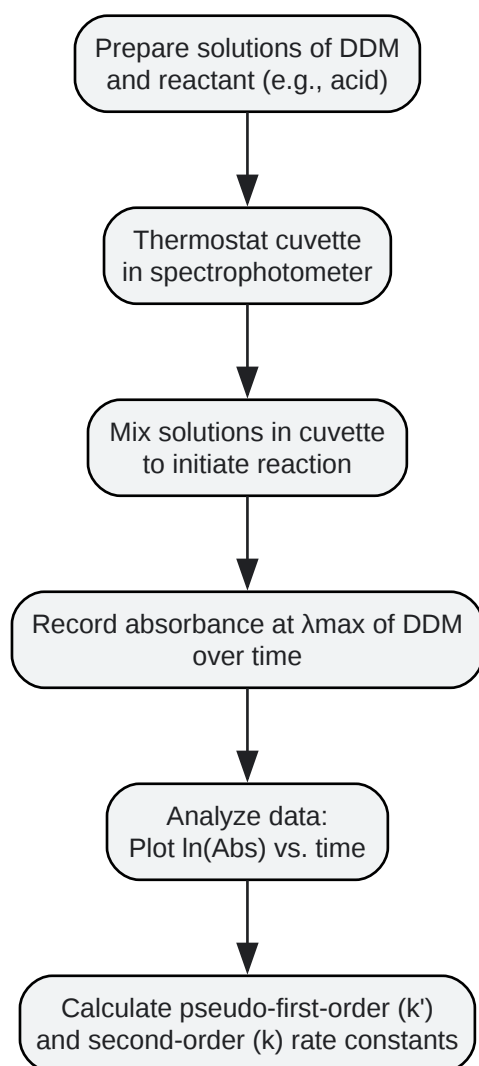 Prepare solutions of DDM
and reactant (e.g., acid)
Thermostat cuvette
in spectrophotometer
Mix solutions in cuvette
to initiate reaction
Record absorbance at λmax of DDM
over time
Analyze data:
Plot ln(Abs) vs. time
Calculate pseudo-first-order (k')
and second-order (k) rate constants